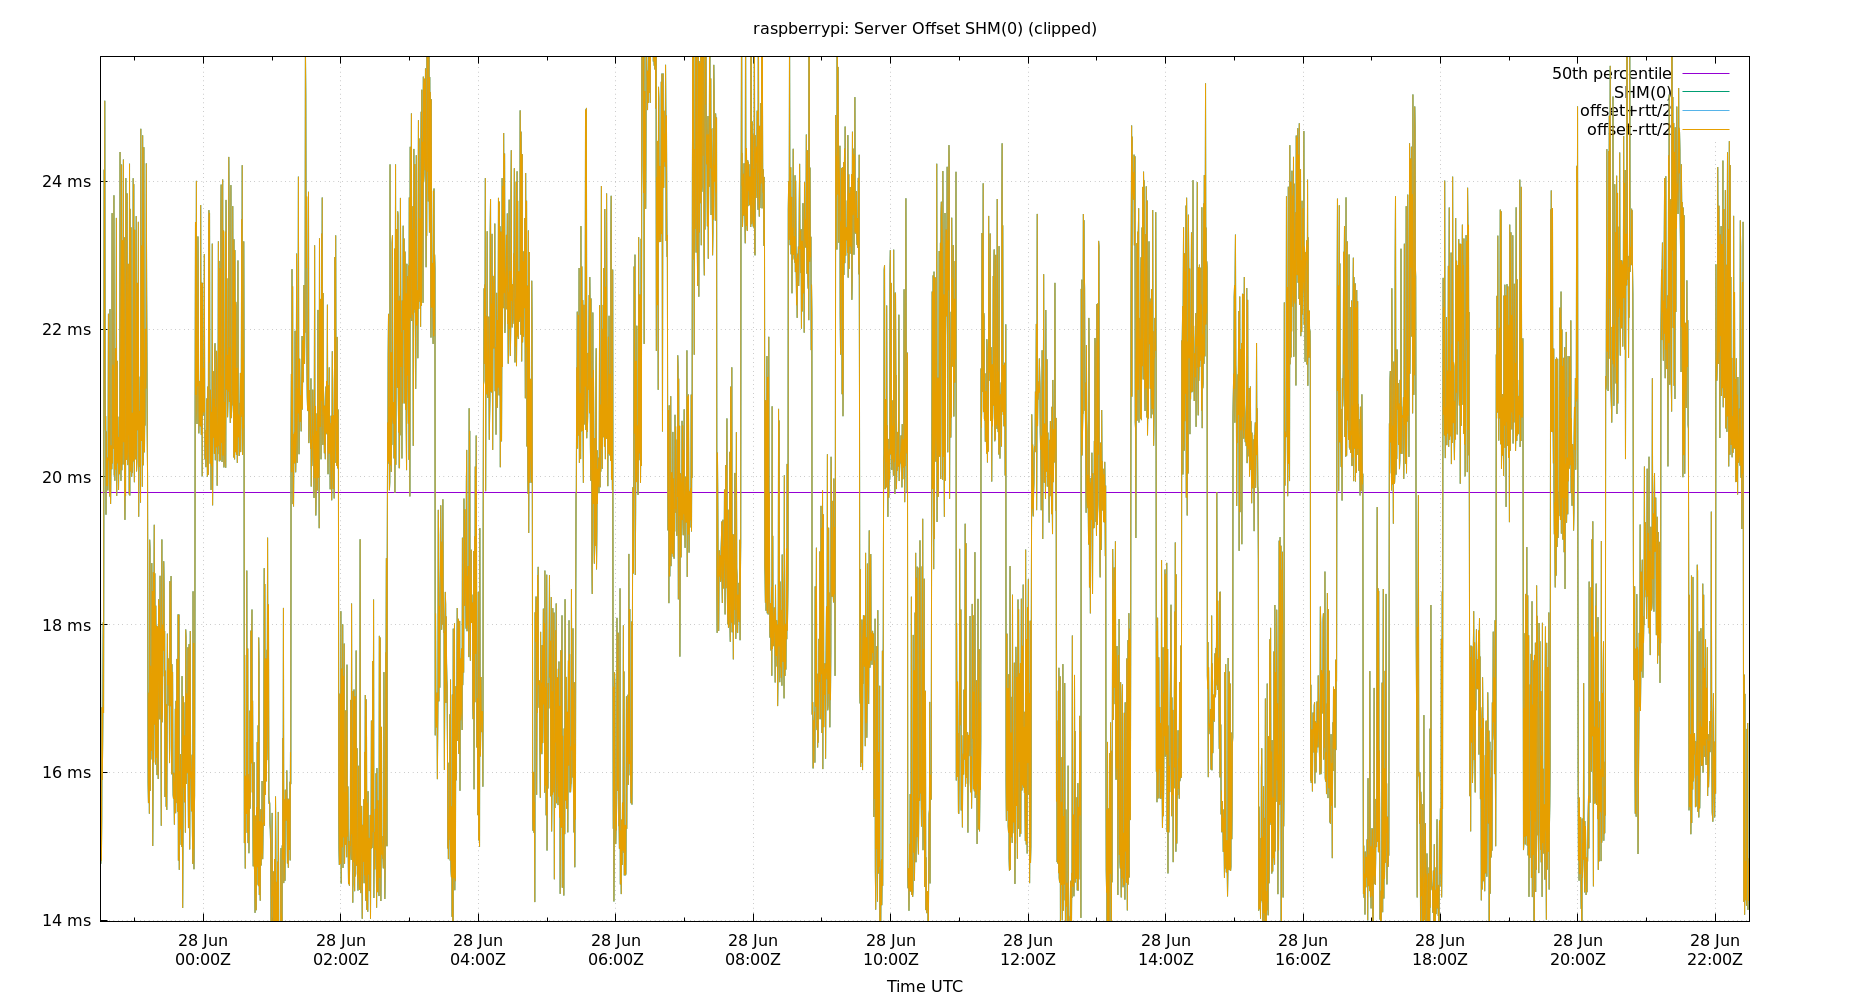 raspberrypi: Server Offset SHM(0) (clipped)
50th percentile
SHM(0)
offset+rtt/2
offset-rtt/2
24 ms
22 ms
20 ms
18 ms
16 ms
14 ms
28 Jun 28 Jun 28 Jun 28 Jun 28 Jun 28 Jun 28 Jun 28 Jun 28 Jun 28 Jun 28 Jun 28 Jun
00:00Z 02:00Z 04:00Z 06:00Z 08:00Z 10:00Z 12:00Z 14:00Z 16:00Z 18:00Z 20:00Z 22:00Z
Time UTC